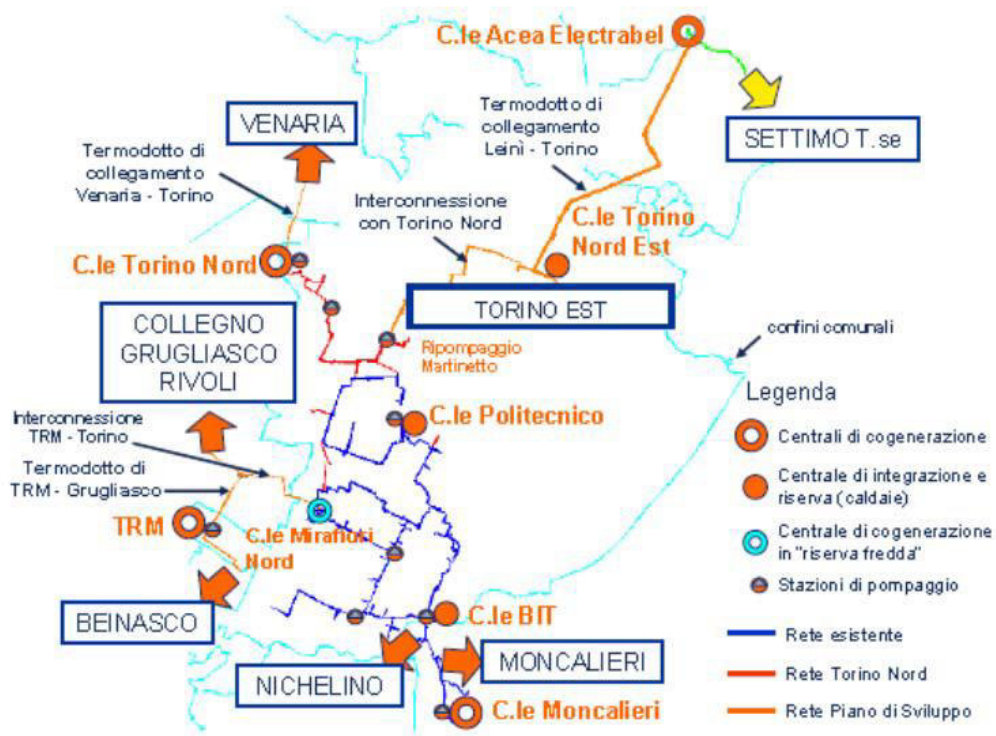 C.le Acea Electrabel
VENARIA
Termodotto di
collegamento
Leinì - Torino
SETTIMO T.se
Termodotto di
collegamento
Venaria - Torino
Interconnessione
con Torino Nord
C.le Torino
Nord Est
C.le Torino Nord
TORINO EST
COLLEGNO
GRUGLIASCO
RIVOLI
confini comunali
Ripompaggio
Martinetto
Legenda
Interconnessione
TRM - Torino
C.le Politecnico
Centrali di cogenerazione
Termodotto di
TRM - Grugliasco
Centrale di integrazione e
riserva (caldaie)
TRM
C.le Mirafiori
Nord
Centrale di cogenerazione
in "riserva fredda"
Stazioni di pompaggio
BEINASCO
C.le BIT
Rete esistente
MONCALIERI
NICHELINO
Rete Torino Nord
C.le Moncalieri
Rete Piano di Sviluppo